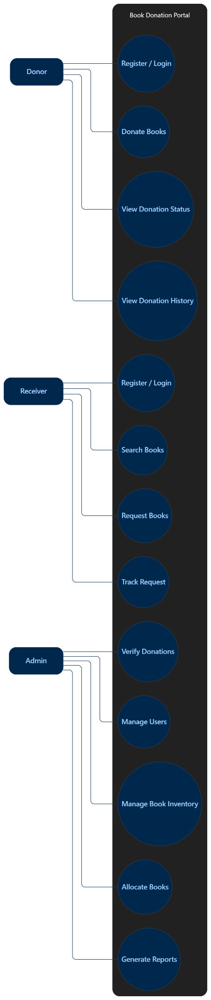 Book Donation Portal
Donor
Register / Login
Donate Books
View Donation Status
View Donation History
Receiver
Register / Login
Search Books
Request Books
Track Request
Admin
Verify Donations
Manage Users
Manage Book Inventory
Allocate Books
Generate Reports